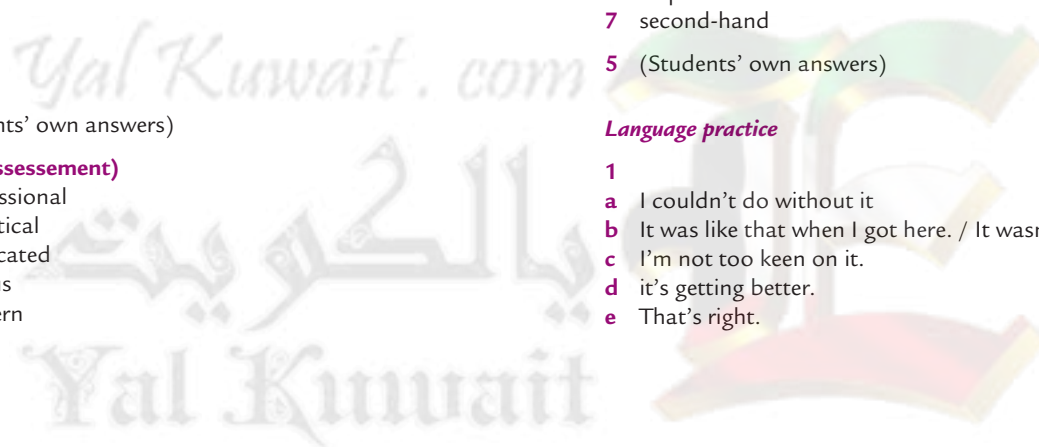 Yal Kuwait . com
(Students' own answers)
ssessement)
ssional
tical
cated
s
ern
يالكويت
Yal Kuwait
7 second-hand
5 (Students' own answers)
Language practice
1
a I couldn't do without it
b It was like that when I got here. / It wasn
c I'm not too keen on it.
d it's getting better.
e That's right.